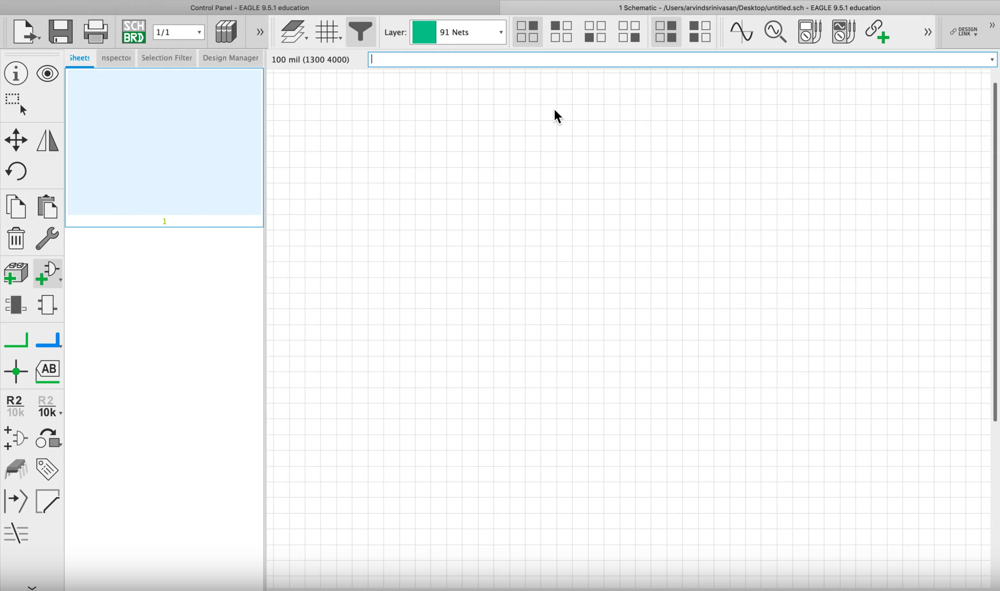 Control Panel - EAGLE 9.5.1 education
1 Schematic - /Users/arvindsrinivasan/Desktop/untitled.sch - EAGLE 9.5.1 education
SCH
BRD
1/1
Layer:
91 Nets
DESIGN
LINK
Sheets
nspector
Selection Filter
Design Manager
100 mil (1300 4000)
1
AB
R2
10k
R2
10k